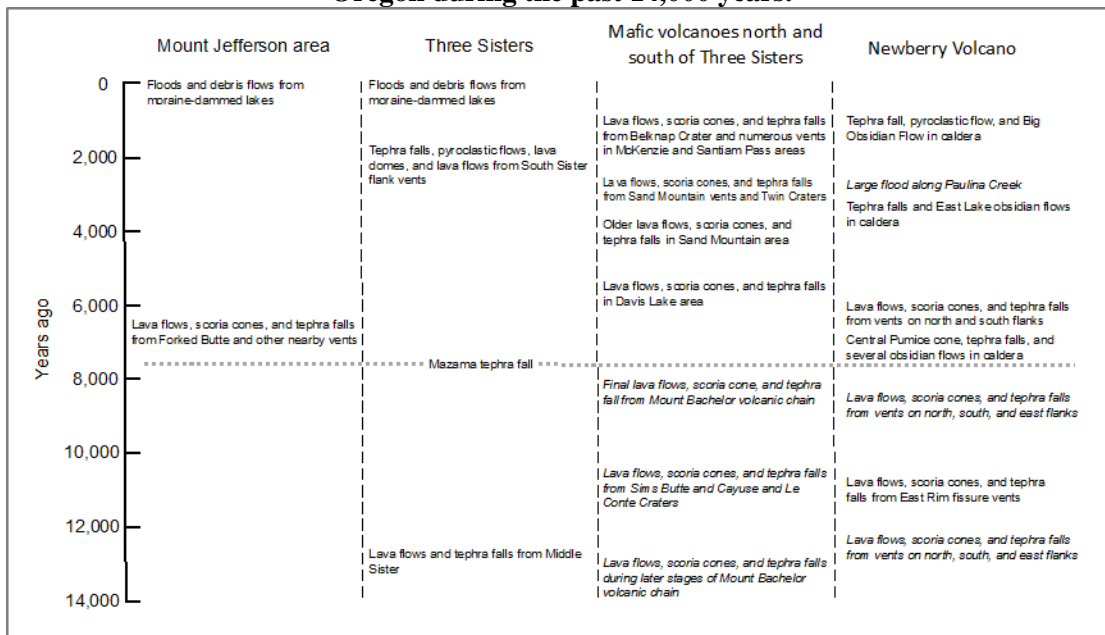 Oregon during the past 14,000 years.
Mount Jefferson area
Three Sisters
Mafic volcanoes north and
south of Three Sisters
Newberry Volcano
Years ago
0
2,000
4,000
6,000
8,000
10,000
12,000
14,000
Floods and debris flows from
moraine-dammed lakes
Lava flows, scoria cones, and tephra falls
from Forked Butte and other nearby vents
Floods and debris flows from
moraine-dammed lakes
Tephra falls, pyroclastic flows, lava
domes, and lava flows from South Sister
flank vents
Mazama tephra fall
Lava flows and tephra falls from Middle
Sister
Lava flows, scoria cones, and tephra falls
from Belknap Crater and numerous vents
in McKenzie and Santiam Pass areas
Lava flows, scoria cones, and tephra falls
from Sand Mountain vents and Twin Craters
Older lava flows, scoria cones, and
tephra falls in Sand Mountain area
Lava flows, scoria cones, and tephra falls
in Davis Lake area
Final lava flows, scoria cone, and tephra
fall from Mount Bachelor volcanic chain
Lava flows, scoria cones, and tephra falls
from Sims Butte and Cayuse and Le
Conte Craters
Lava flows, scoria cones, and tephra falls
during later stages of Mount Bachelor
volcanic chain
Tephra fall, pyroclastic flow, and Big
Obsidian Flow in caldera
Large flood along Paulina Creek
Tephra falls and East Lake obsidian flows
in caldera
Lava flows, scoria cones, and tephra falls
from vents on north and south flanks
Central Pumice cone, tephra falls, and
several obsidian flows in caldera
Lava flows, scoria cones, and tephra falls
from vents on north, south, and east flanks
Lava flows, scoria cones, and tephra
falls from East Rim fissure vents
Lava flows, scoria cones, and tephra falls
from vents on north, south, and east flanks